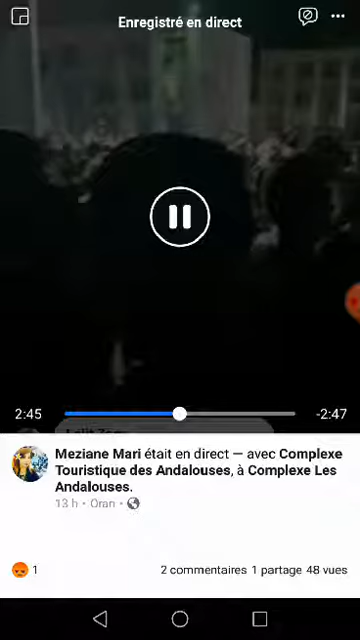 Enregistré en direct
2:45
-2:47
Meziane Mari était en direct — avec Complexe
Touristique des Andalouses, à Complexe Les
Andalouses.
13 h · Oran ·
1
2 commentaires 1 partage 48 vues